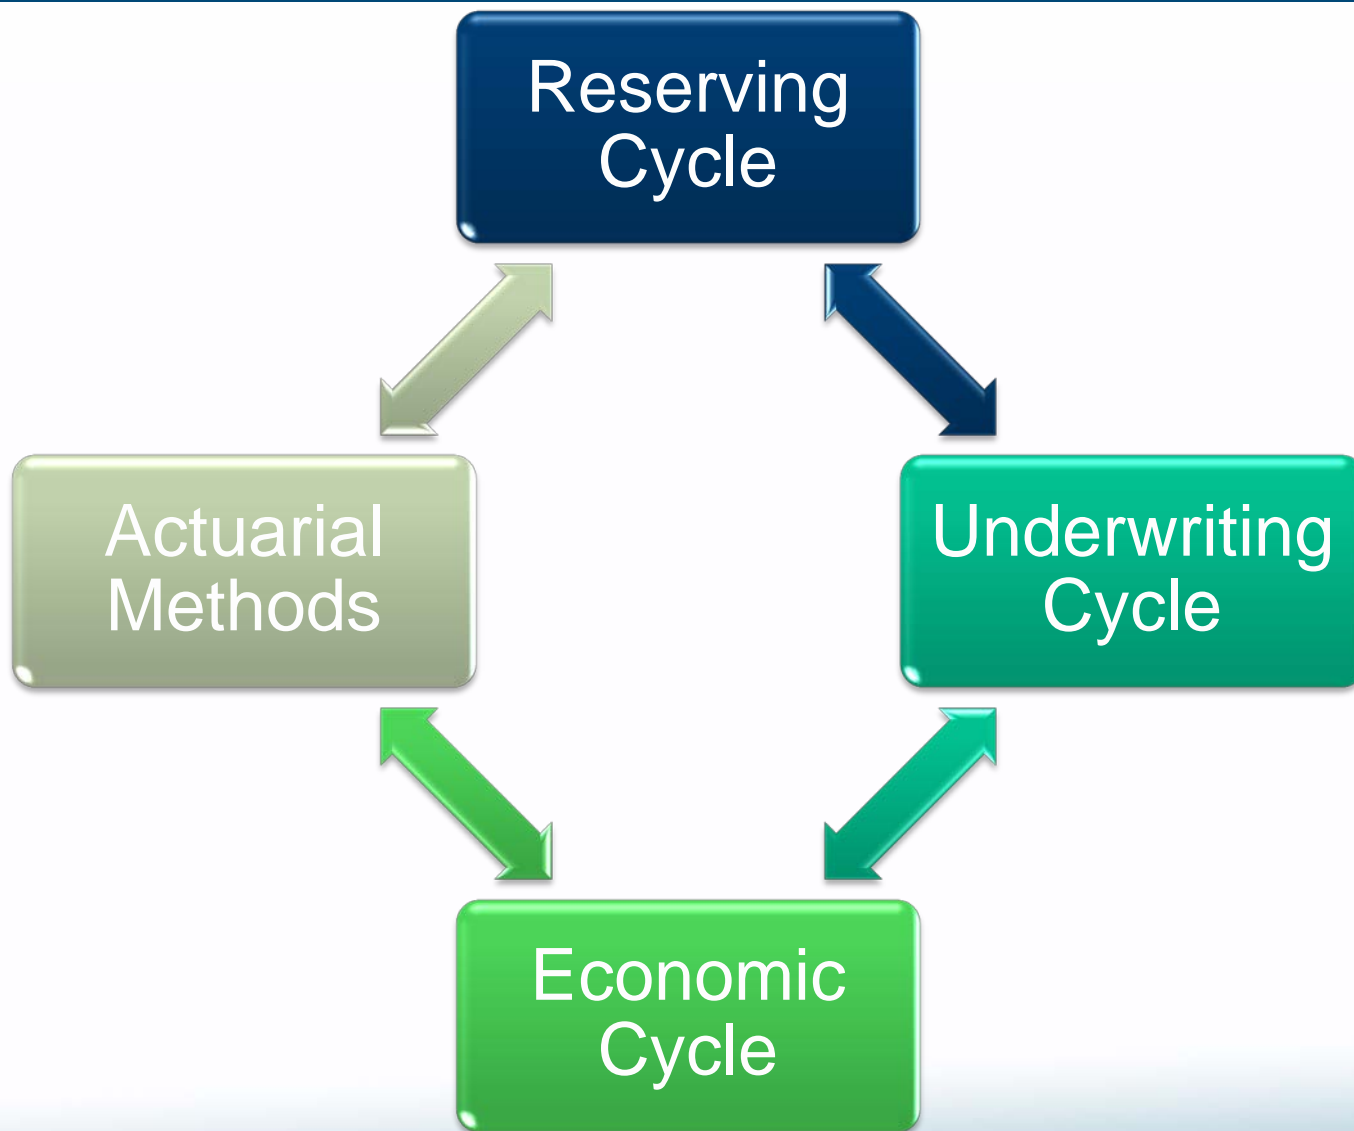 Reserving
Cycle
Actuarial
Methods
Underwriting
Cycle
Economic
Cycle